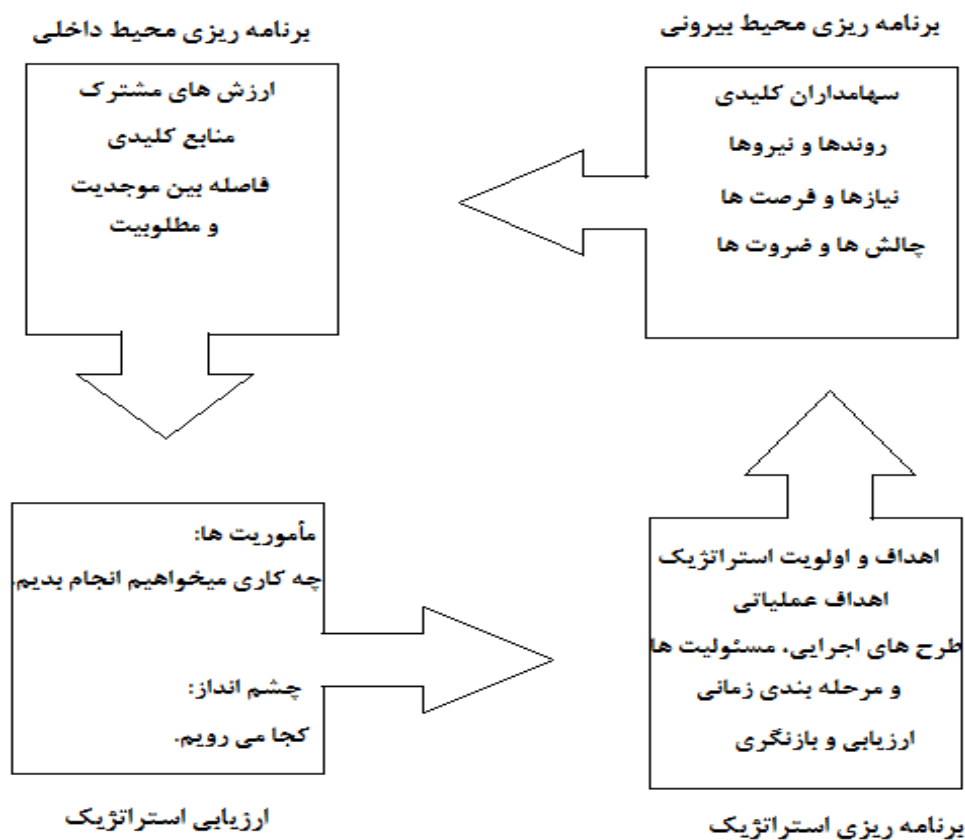 برنامه ریزی محیط بیرونی
سهامداران کلیدی
روندها و نیروها
نیازها و فرصت ها
چالش ها و ضروت ها
برنامه ریزی محیط داخلی
ارزش های مشترک
منابع کلیدی
فاصله بین موجدیت
و مطلوبیت
مأموریت ها:
چه کاری میخواهیم انجام بدیم.
چشم انداز:
کجا می رویم.
ارزیابی استراتژیک
اهداف و اولویت استراتژیک
اهداف عملیاتی
طرح های اجرایی، مسئولیت ها
و مرحله بندی زمانی
ارزیابی و بازنگری
برنامه ریزی استراتژیک